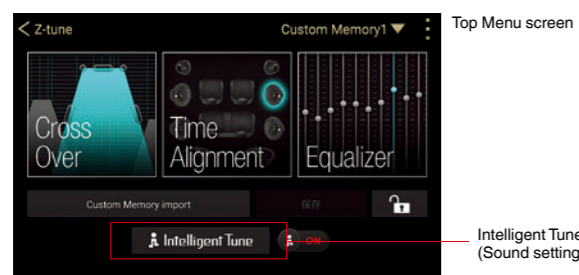 Z-tune
Custom Memory1
Top Menu screen
Cross
Over
Time
Alignment
Equalizer
Custom Memory import
保存
Intelligent Tune
ON
Intelligent Tune
(Sound setting